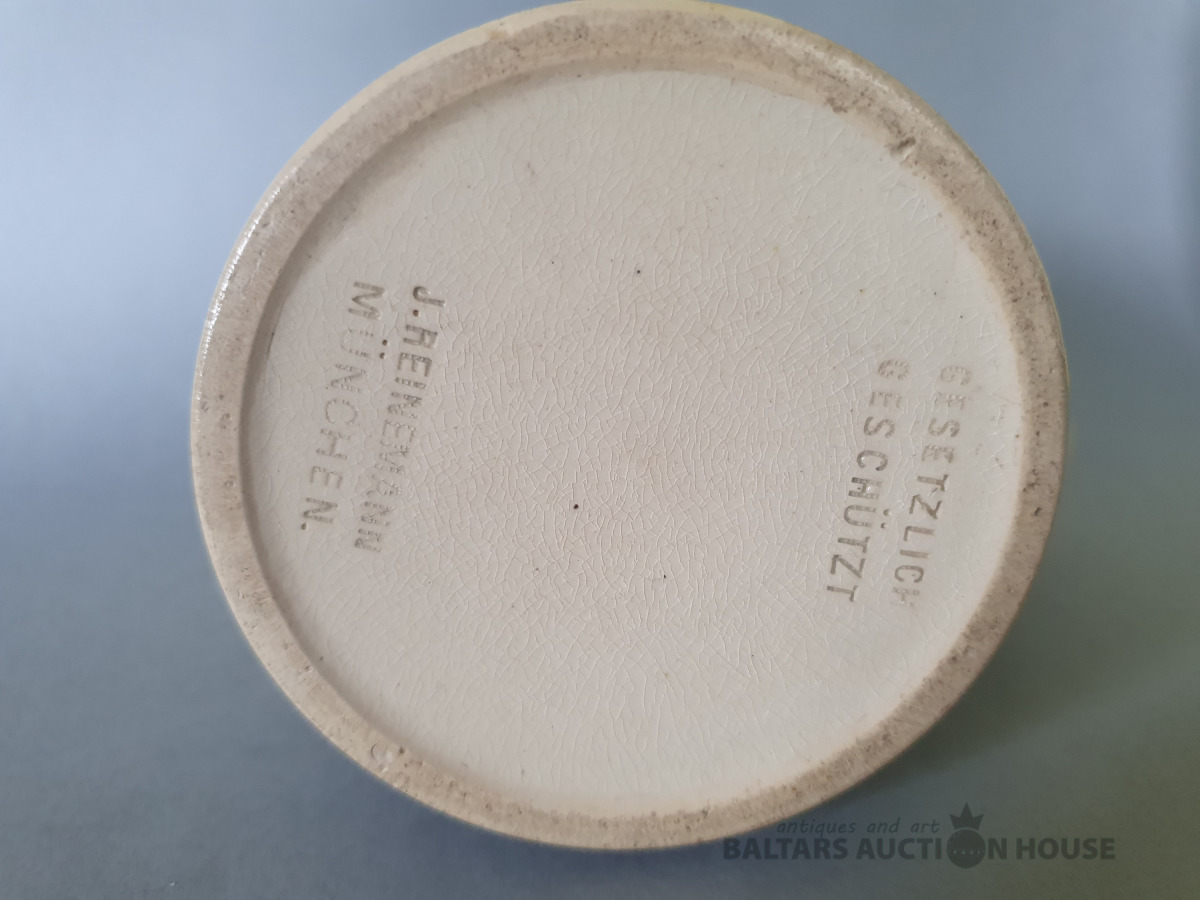 GESETZLICH
GESCHÜTZT
J.REINEMANN
MÜNCHEN.
antiques and art
BALTARS AUCTION HOUSE